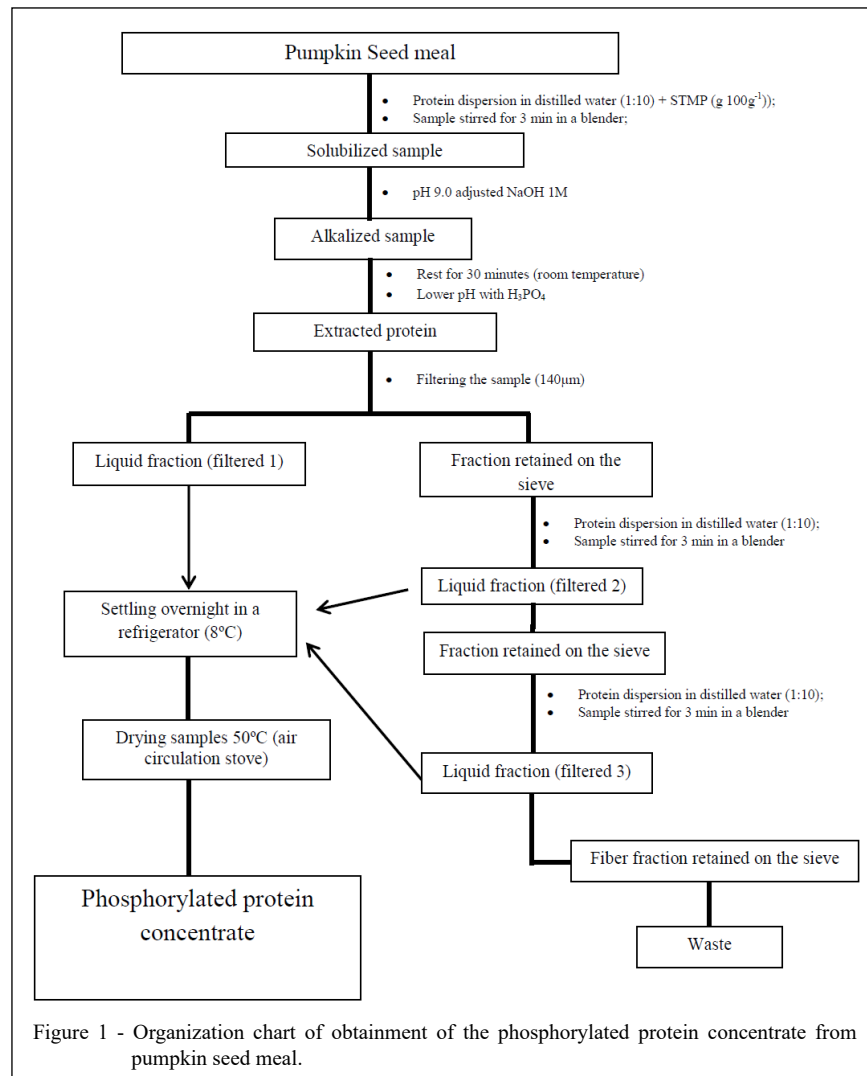 Pumpkin Seed meal
• Protein dispersion in distilled water (1:10) + STMP (g 100g⁻¹));
• Sample stirred for 3 min in a blender;
Solubilized sample
• pH 9.0 adjusted NaOH 1M
Alkalized sample
• Rest for 30 minutes (room temperature)
• Lower pH with H₃PO₄
Extracted protein
• Filtering the sample (140μm)
Liquid fraction (filtered 1)
Fraction retained on the
sieve
• Protein dispersion in distilled water (1:10);
• Sample stirred for 3 min in a blender
Liquid fraction (filtered 2)
Settling overnight in a
refrigerator (8ºC)
Fraction retained on the sieve
• Protein dispersion in distilled water (1:10);
• Sample stirred for 3 min in a blender
Drying samples 50ºC (air
circulation stove)
Liquid fraction (filtered 3)
Fiber fraction retained on the sieve
Phosphorylated protein
concentrate
Waste
Figure 1 - Organization chart of obtainment of the phosphorylated protein concentrate from
pumpkin seed meal.